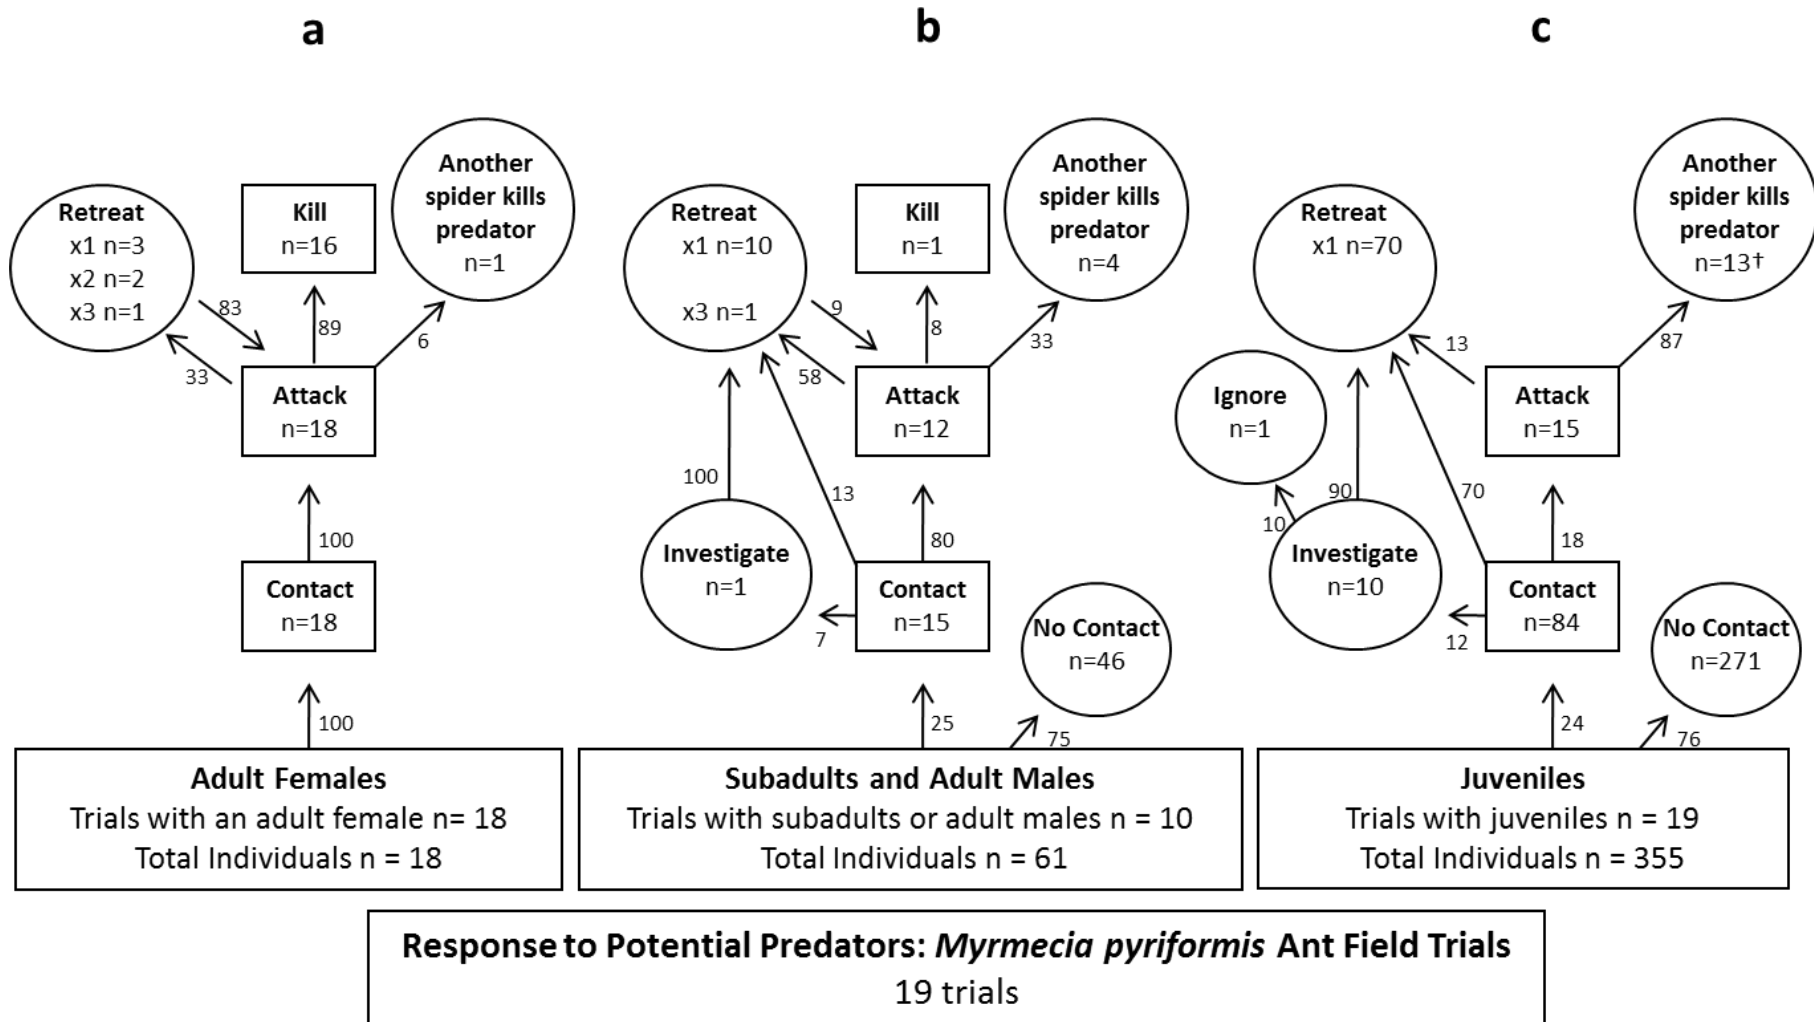 a
Retreat
x1 n=3
x2 n=2
x3 n=1
Kill
n=16
Another
spider kills
predator
n=1
83
89
6
33
Attack
n=18
100
Contact
n=18
100
Adult Females
Trials with an adult female n= 18
Total Individuals n = 18
b
Retreat
x1 n=10
x3 n=1
Kill
n=1
Another
spider kills
predator
n=4
9
8
33
58
Attack
n=12
100
13
80
Investigate
n=1
Contact
n=15
7
No Contact
n=46
25
75
Subadults and Adult Males
Trials with subadults or adult males n = 10
Total Individuals n = 61
c
Retreat
x1 n=70
Another
spider kills
predator
n=13†
13
87
Ignore
n=1
Attack
n=15
90
70
10
18
Investigate
n=10
Contact
n=84
12
No Contact
n=271
24
76
Juveniles
Trials with juveniles n = 19
Total Individuals n = 355
Response to Potential Predators: Myrmecia pyriformis Ant Field Trials
19 trials